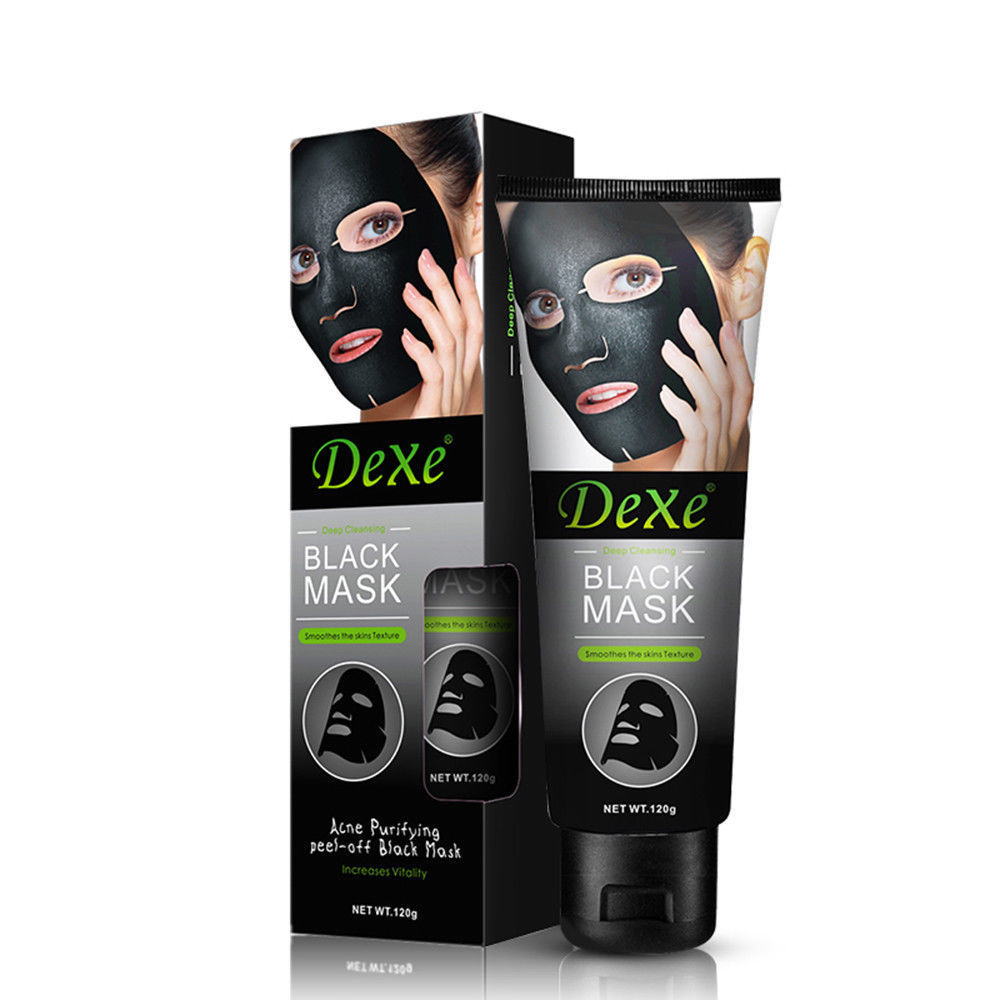 DeXe®
Deep Cleansing
BLACK
MASK
Smoothes the skins Texture
Acne Purifying
peel-off Black Mask
Increases Vitality
NET WT.120g
MASK
oothes the skins Texture
NET WT.120g
Deep Clean
DeXe®
Deep Cleansing
BLACK
MASK
Smoothes the skins Texture
NET WT.120g